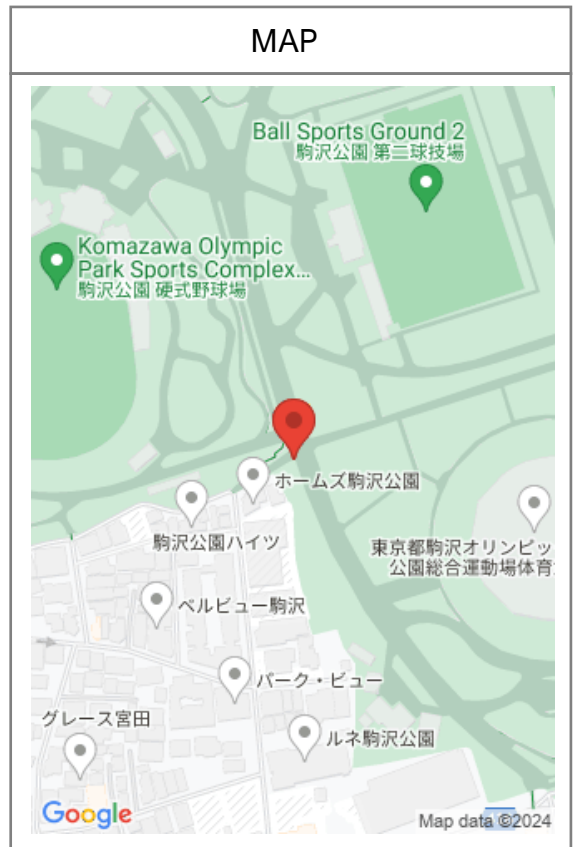 MAP
Ball Sports Ground 2
駒沢公園 第二球技場
Komazawa Olympic
Park Sports Complex...
駒沢公園 硬式野球場
ホームズ駒沢公園
駒沢公園ハイツ
東京都駒沢オリンピッ
公園総合運動場体育
ベルビュー駒沢
パーク・ビュー
グレース宮田
ルネ駒沢公園
Google
Map data ©2024